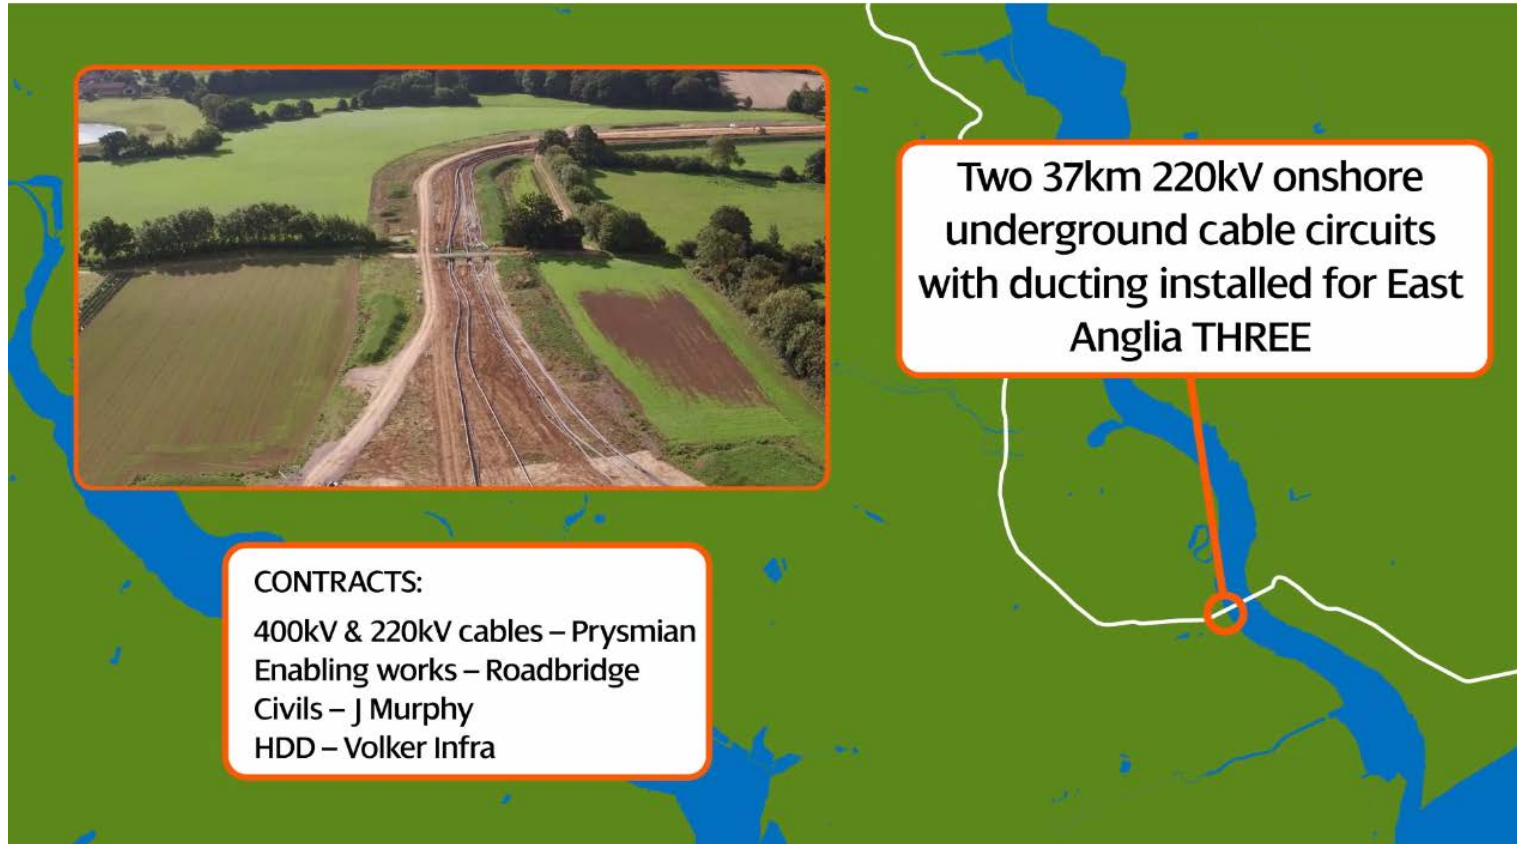 Two 37km 220kV onshore
underground cable circuits
with ducting installed for East
Anglia THREE
CONTRACTS:
400kV & 220kV cables – Prysmian
Enabling works – Roadbridge
Civils – J Murphy
HDD – Volker Infra